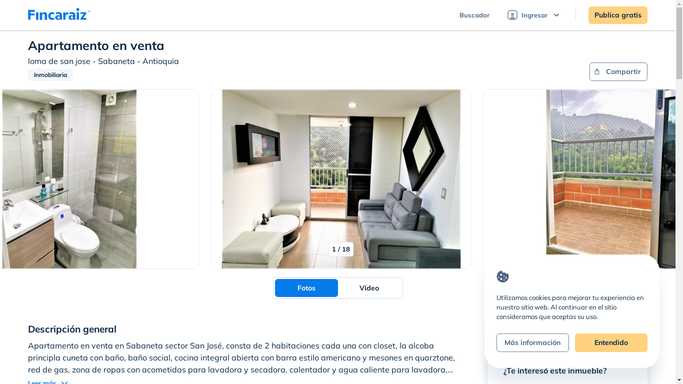 Fincaraiz
Buscador
Ingresar
Publica gratis
Apartamento en venta
loma de san jose - Sabaneta - Antioquia
Inmobiliaria
Compartir
1 / 18
Fotos
Video
Descripción general
Apartamento en venta en Sabaneta sector San José, consta de 2 habitaciones cada una con closet, la alcoba
principla cuneta con baño, baño social, cocina integral abierta con barra estilo americano y mesones en quarztone,
red de gas, zona de ropas con acometidos para lavadora y secadora, calentador y agua caliente para lavadora,...
Leer más
Utilizamos cookies para mejorar tu experiencia en
nuestro sitio web. Al continuar en el sitio
consideramos que aceptas su uso.
Más información
Entendido
¿Te interesó este inmueble?